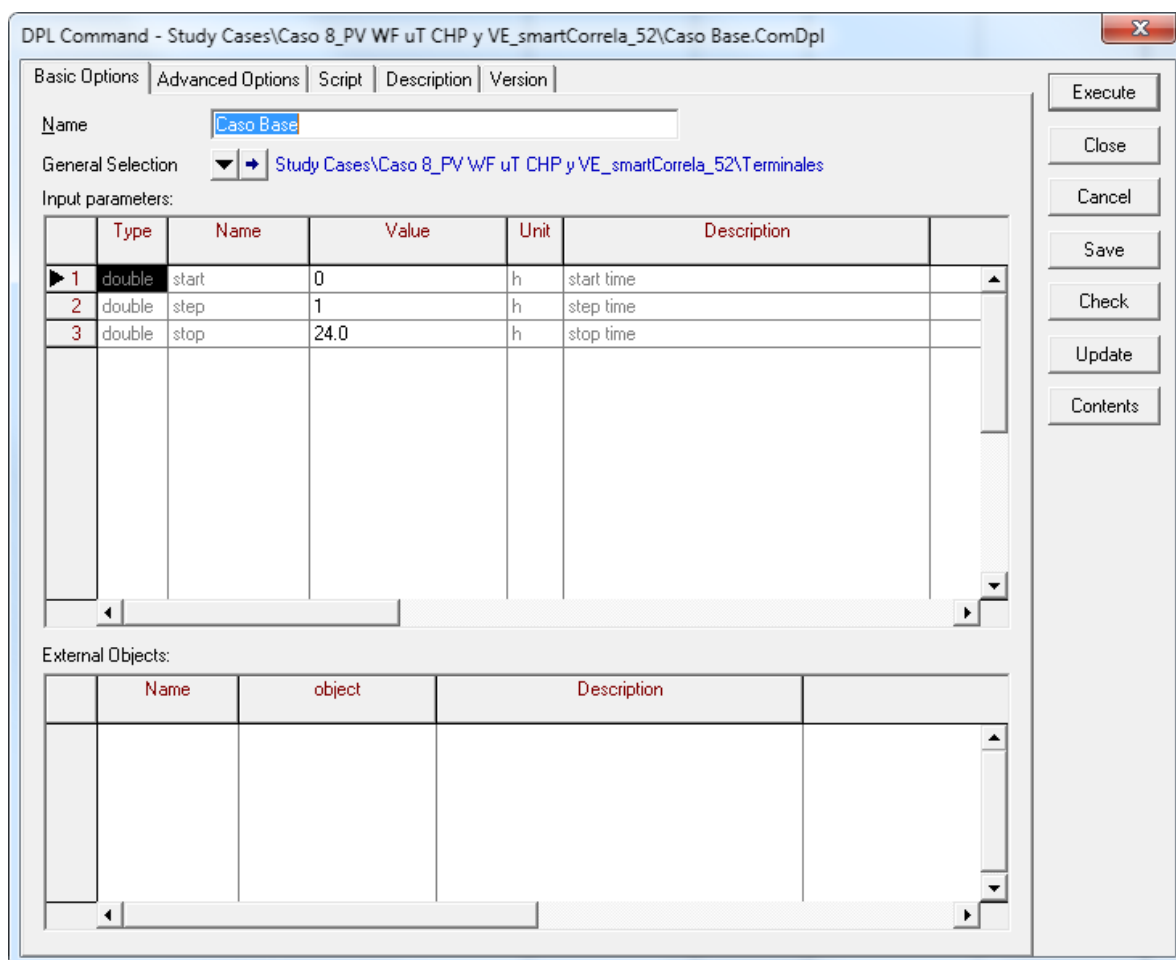 DPL Command - Study Cases\Caso 8_PV WF uT CHP y VE_smartCorrela_52\Caso Base.ComDpl
x
Basic Options Advanced Options Script Description Version
Execute
Name Caso Base
Close
General Selection Study Cases\Caso 8_PV WF uT CHP y VE_smartCorrela_52\Terminales
Input parameters:
Cancel
Type Name Value Unit Description
Save
1 double start 0 h start time
2 double step 1 h step time
Check
3 double stop 24.0 h stop time
Update
Contents
External Objects:
Name object Description